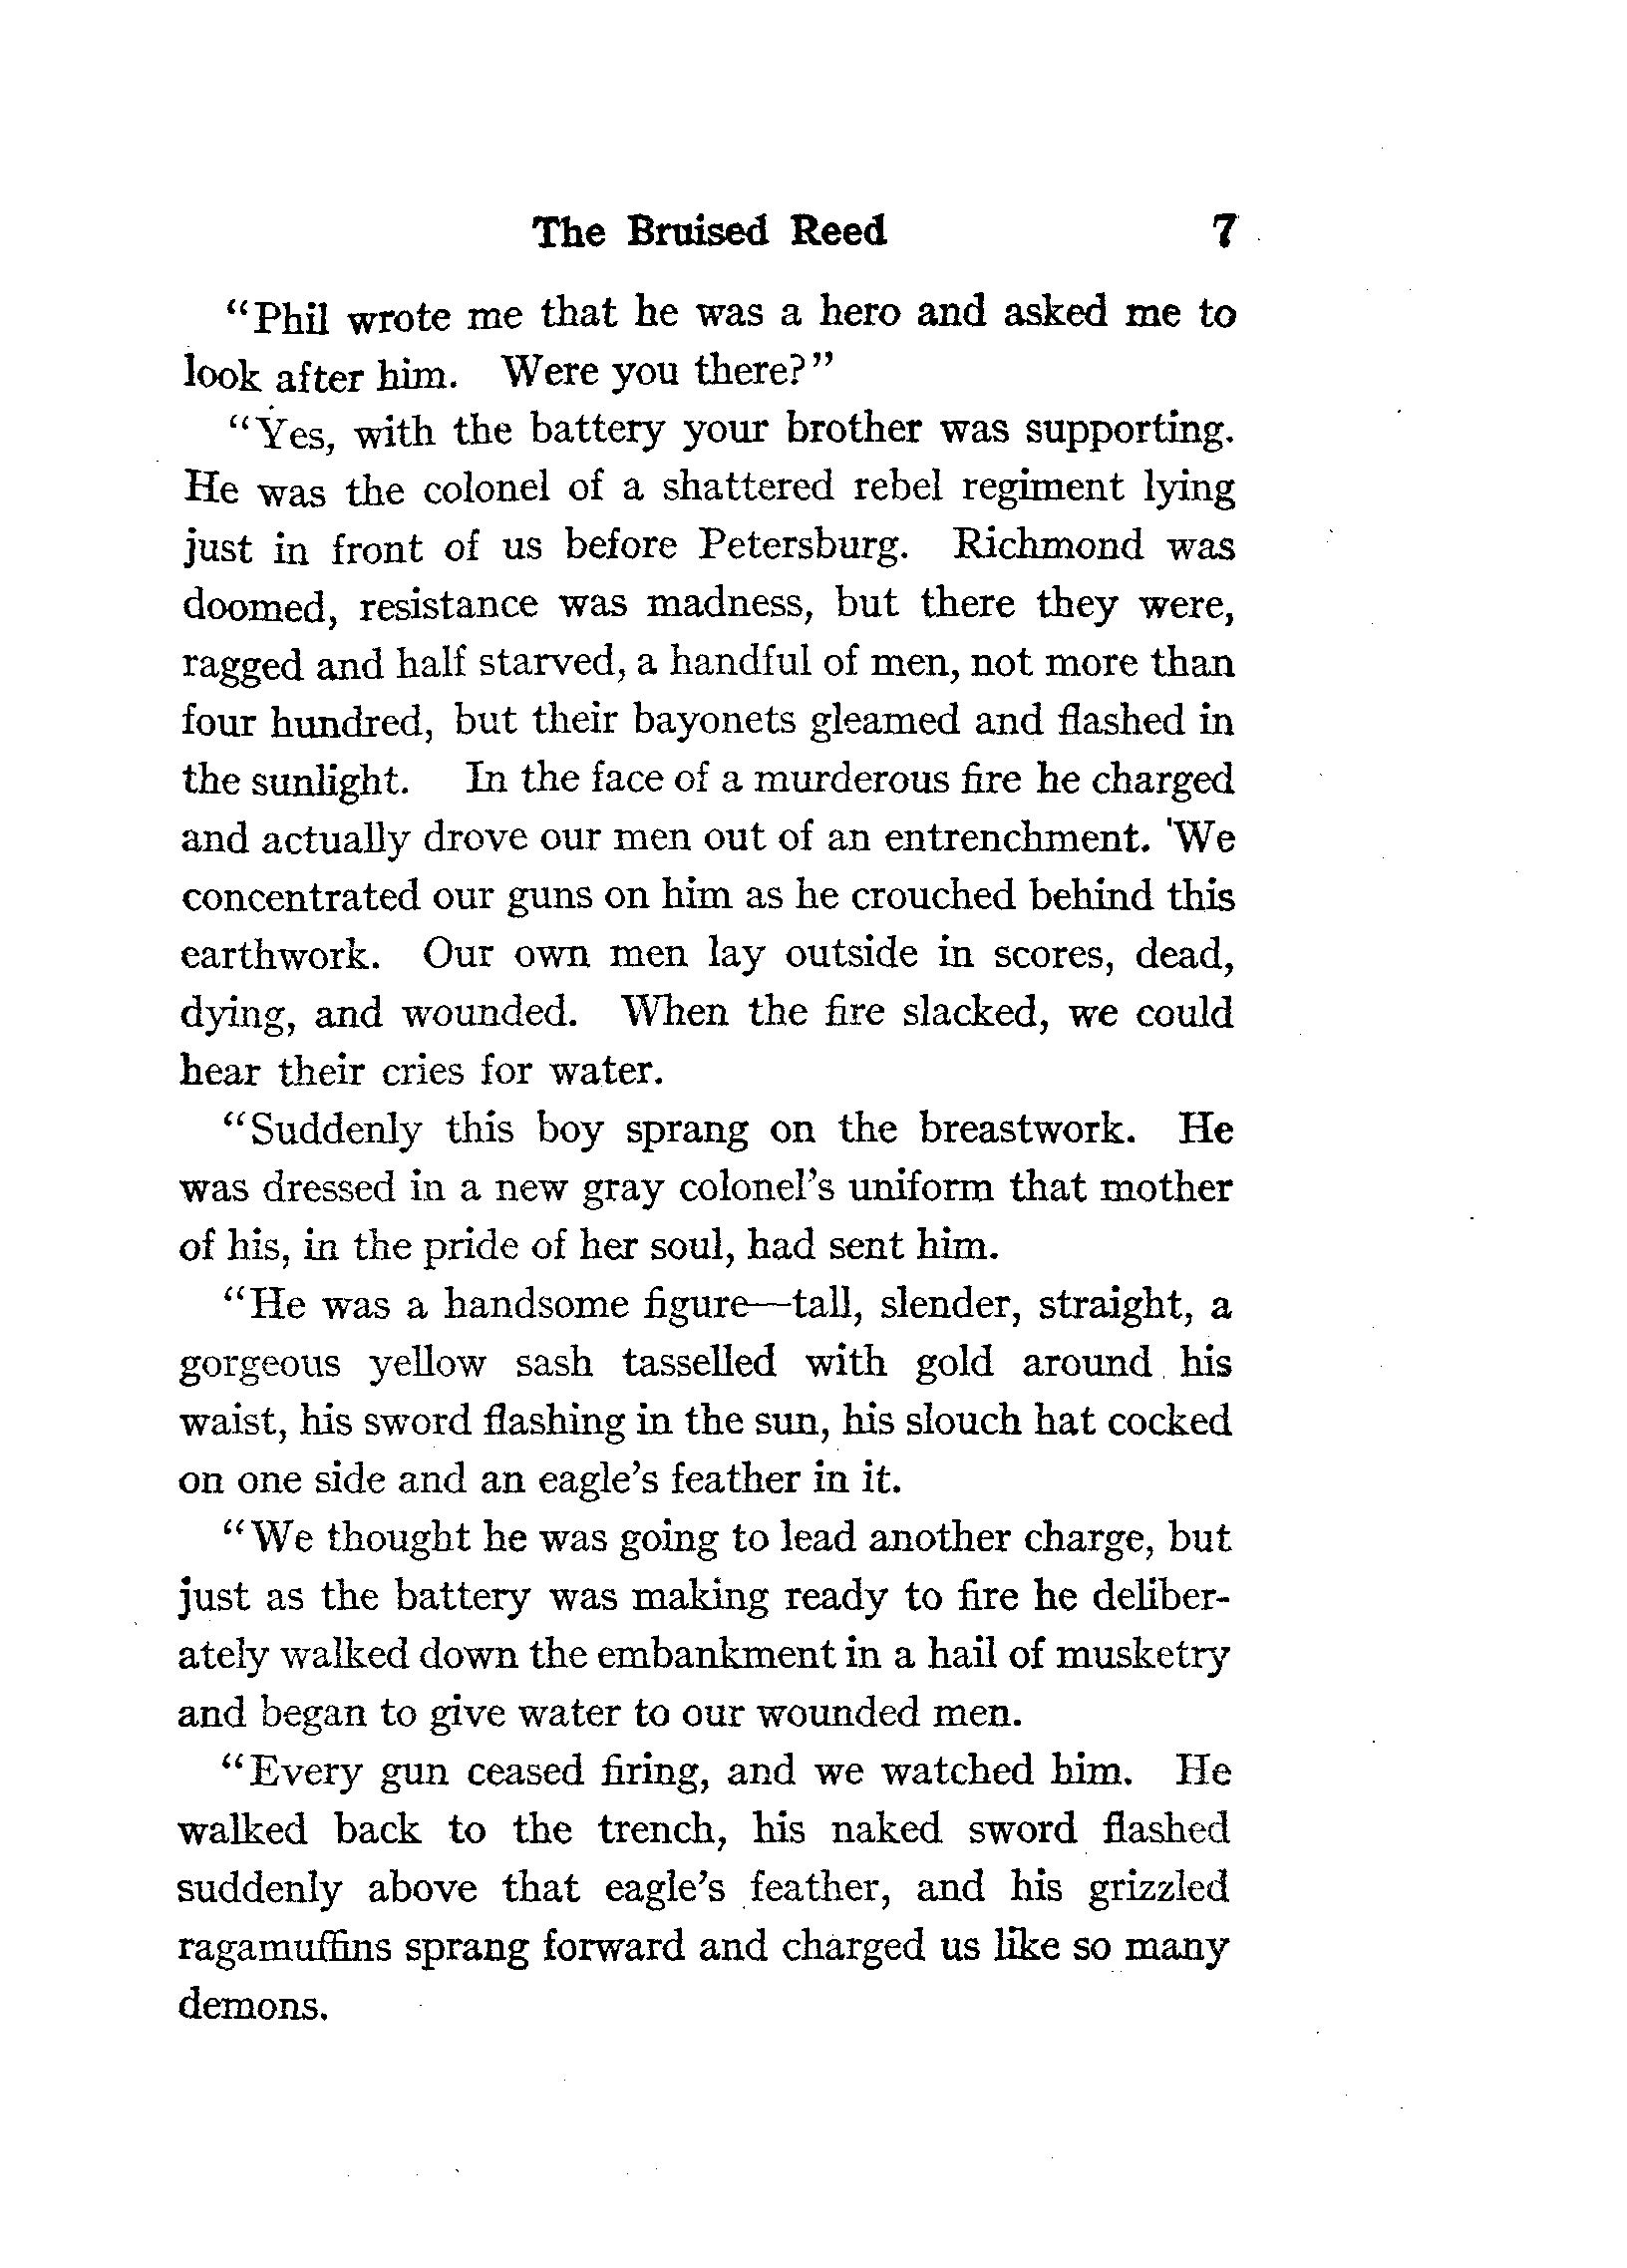 The Bruised Reed 7
“Phil wrote me that he was a hero and asked me to
look after him. Were you there?”
“Yes, with the battery your brother was supporting.
He was the colonel of a shattered rebel regiment lying
just in front of us before Petersburg. Richmond was
doomed, resistance was madness, but there they were,
ragged and half starved, a handful of men, not more than
four hundred, but their bayonets gleamed and flashed in
the sunlight. In the face of a murderous fire he charged
and actually drove our men out of an entrenchment. We
concentrated our guns on him as he crouched behind this
earthwork. Our own men lay outside in scores, dead,
dying, and wounded. When the fire slacked, we could
hear their cries for water.
“Suddenly this boy sprang on the breastwork. He
was dressed in a new gray colonel’s uniform that mother
of his, in the pride of her soul, had sent him.
“He was a handsome figure—tall, slender, straight, a
gorgeous yellow sash tasselled with gold around his
waist, his sword flashing in the sun, his slouch hat cocked
on one side and an eagle’s feather in it.
“We thought he was going to lead another charge, but
just as the battery was making ready to fire he deliber-
ately walked down the embankment in a hail of musketry
and began to give water to our wounded men.
“Every gun ceased firing, and we watched him. He
walked back to the trench, his naked sword flashed
suddenly above that eagle’s feather, and his grizzled
ragamuffins sprang forward and charged us like so many
demons.